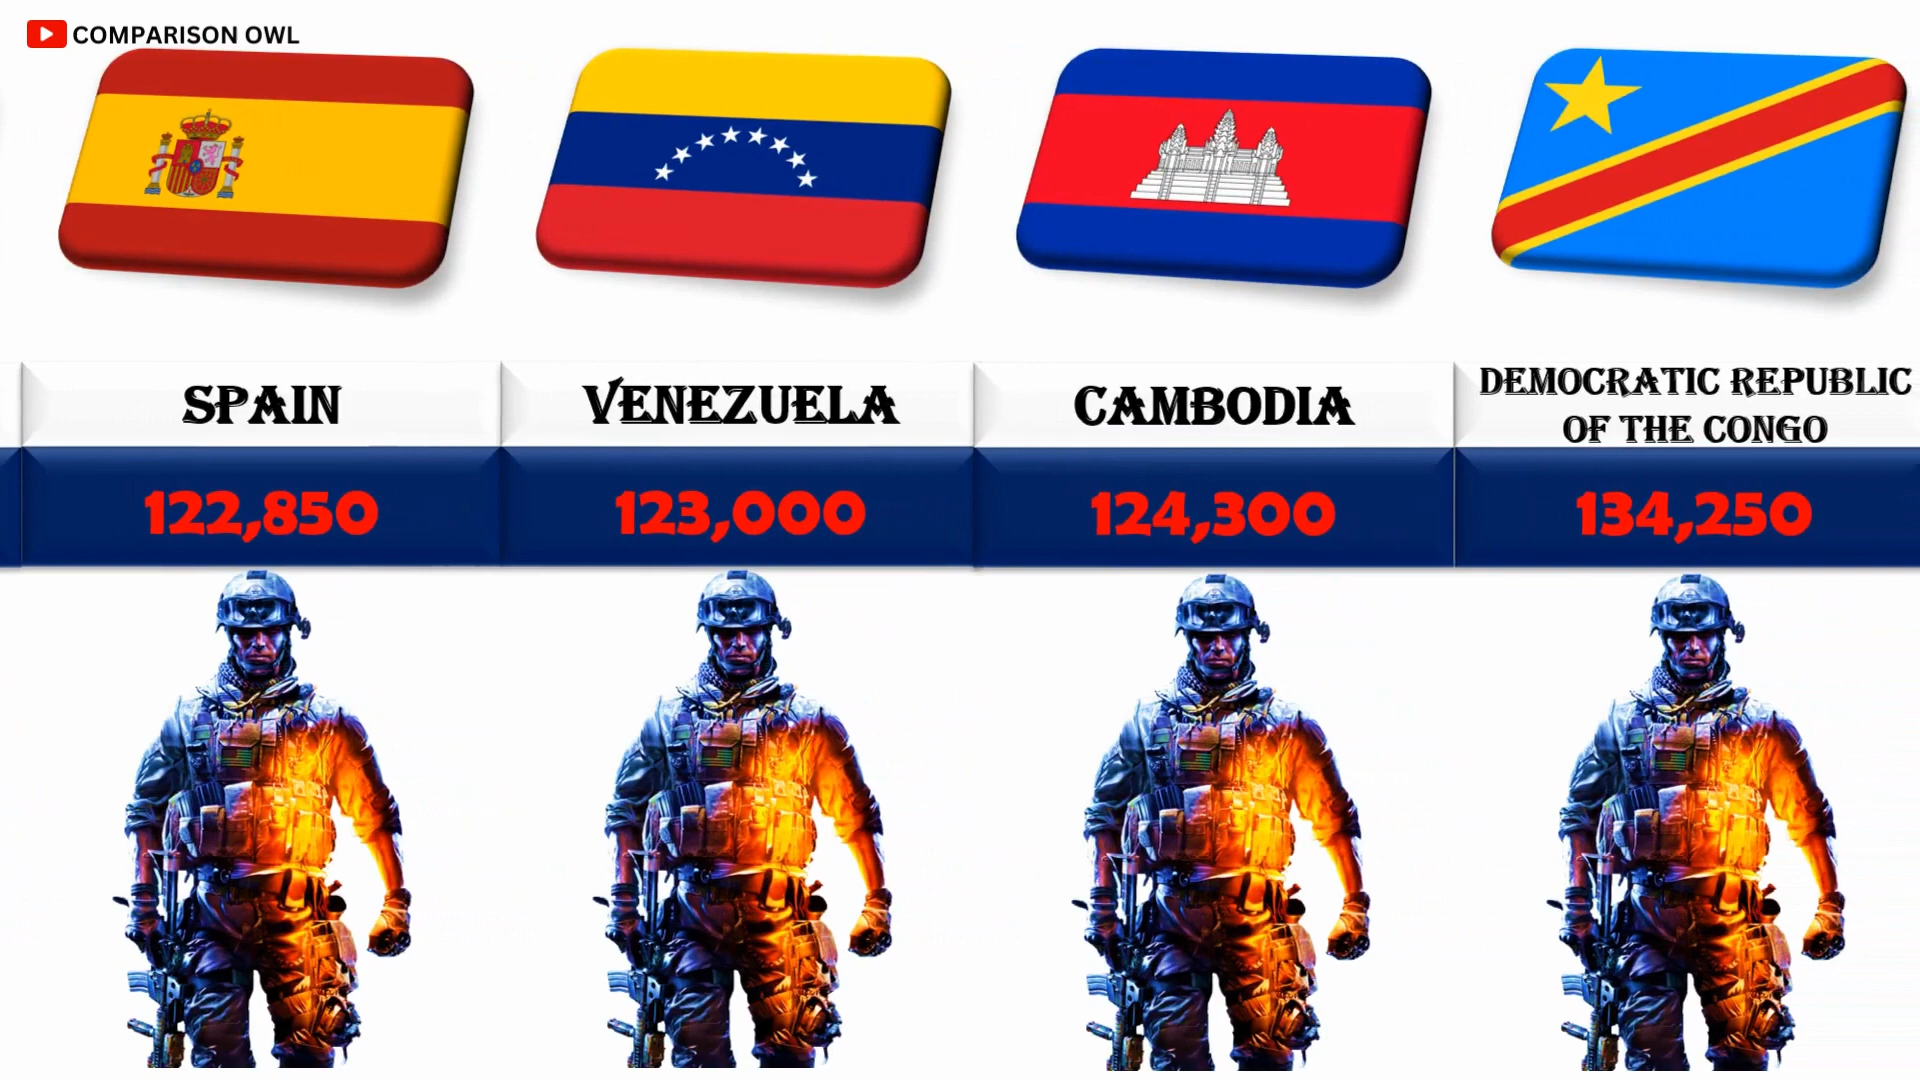 COMPARISON OWL
SPAIN
VENEZUELA
CAMBODIA
DEMOCRATIC REPUBLIC
OF THE CONGO
122,850
123,000
124,300
134,250